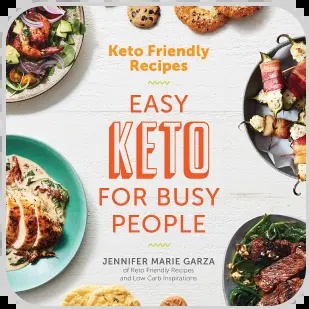 Keto Friendly
Recipes
EASY
KETO
FOR BUSY
PEOPLE
JENNIFER MARIE GARZA
of Keto Friendly Recipes
and Low Carb Inspirations